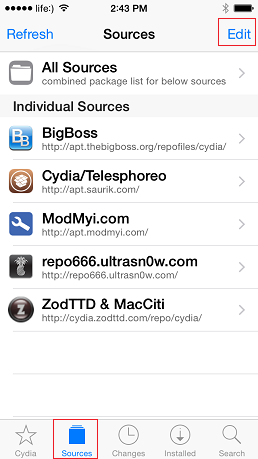 life:)
2:43 PM
Refresh
Sources
Edit
All Sources
combined package list for below sources
Individual Sources
BB
BigBoss
http://apt.thebigboss.org/repofiles/cydia/
Cydia/Telesphoreo
http://apt.saurik.com/
ModMyi.com
http://apt.modmyi.com/
repo666.ultrasn0w.com
http://repo666.ultrasn0w.com/
Z
ZodTTD & MacCiti
http://cydia.zodttd.com/repo/cydia/
Cydia
Sources
Changes
Installed
Search